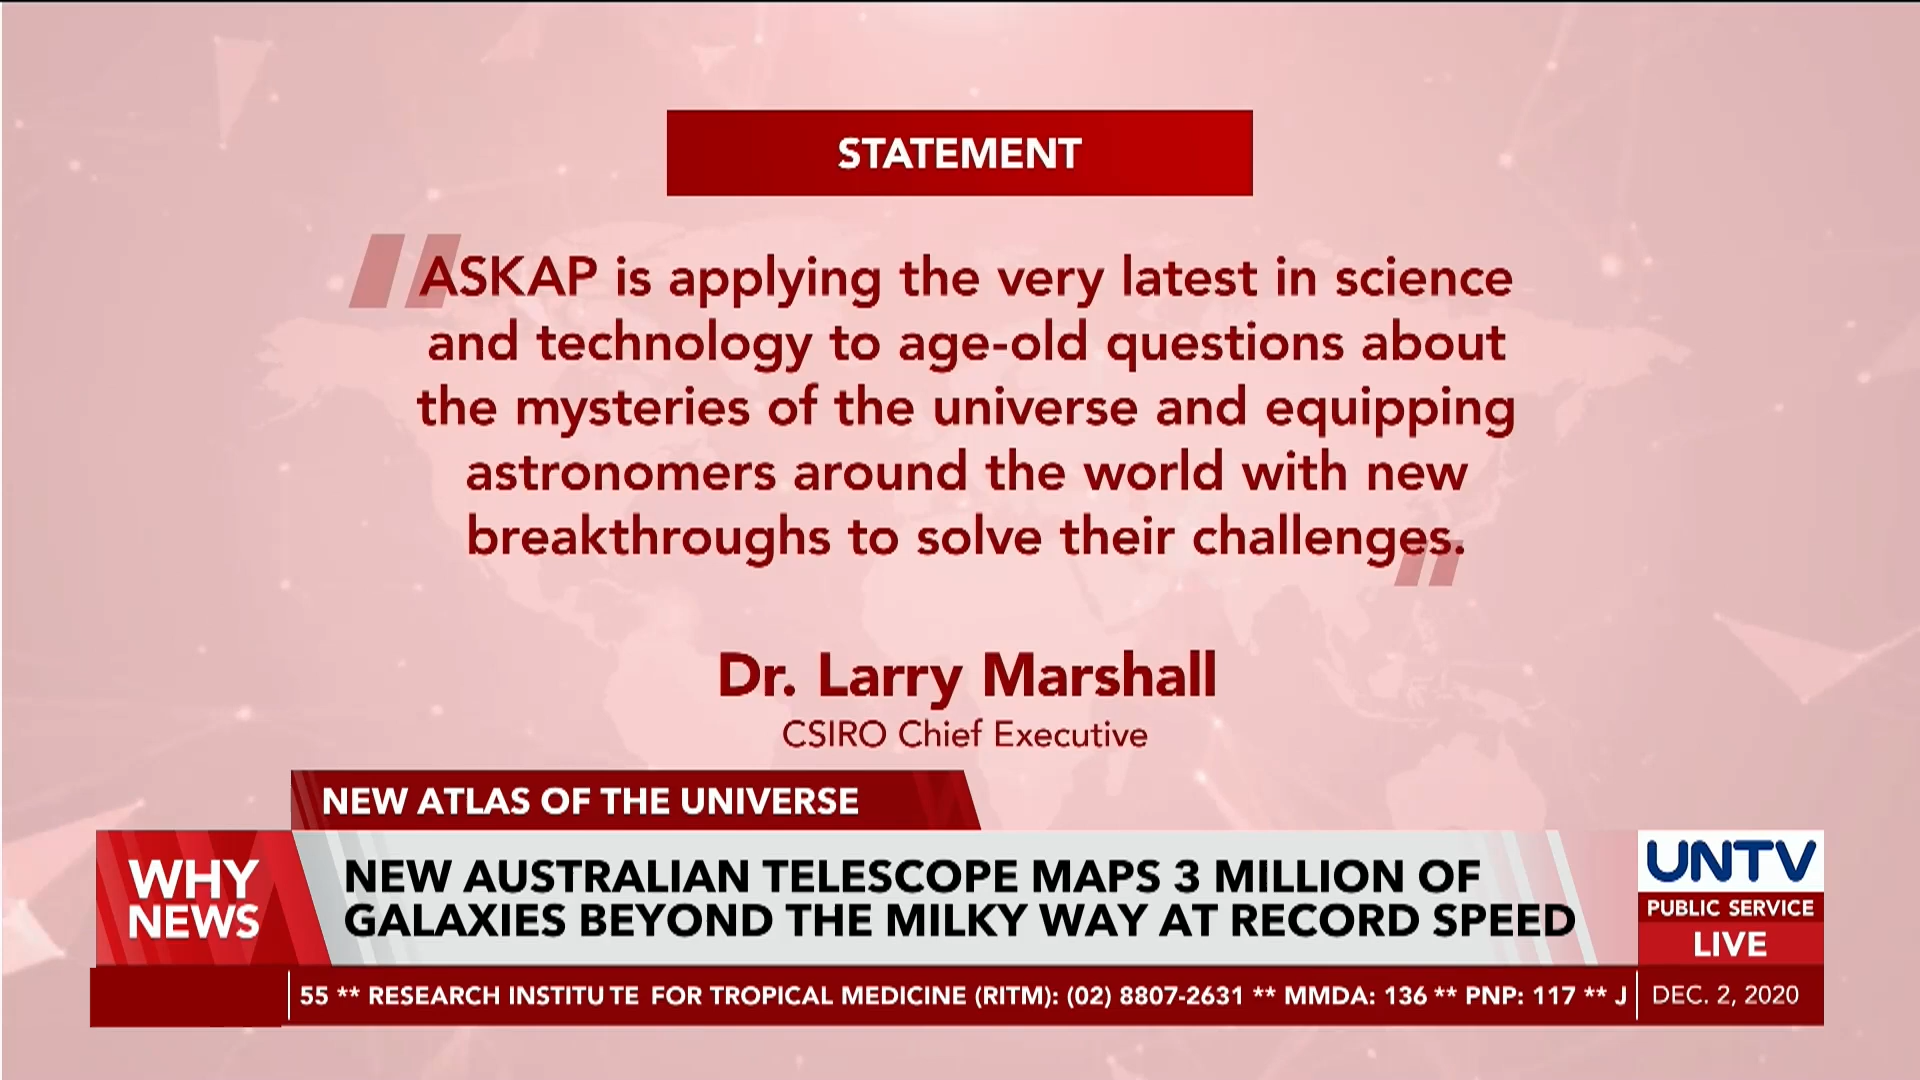 STATEMENT
"ASKAP is applying the very latest in science
and technology to age-old questions about
the mysteries of the universe and equipping
astronomers around the world with new
breakthroughs to solve their challenges."
Dr. Larry Marshall
CSIRO Chief Executive
NEW ATLAS OF THE UNIVERSE
WHY
NEWS
NEW AUSTRALIAN TELESCOPE MAPS 3 MILLION OF
GALAXIES BEYOND THE MILKY WAY AT RECORD SPEED
UNTV
PUBLIC SERVICE
LIVE
55 ** RESEARCH INSTITUTE FOR TROPICAL MEDICINE (RITM): (02) 8807-2631 ** MMDA: 136 ** PNP: 117 ** J
DEC. 2, 2020